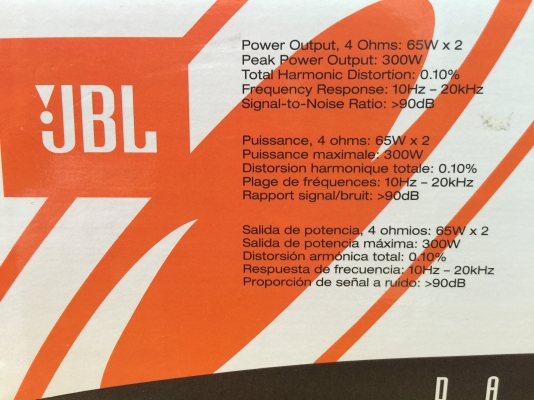 JBL
Power Output, 4 Ohms: 65W x 2
Peak Power Output: 300W
Total Harmonic Distortion: 0.10%
Frequency Response: 10Hz – 20kHz
Signal-to-Noise Ratio: >90dB
Puissance, 4 ohms: 65W x 2
Puissance maximale: 300W
Distorsion harmonique totale: 0.10%
Plage de fréquences: 10Hz – 20kHz
Rapport signal/bruit: >90dB
Salida de potencia, 4 ohmios: 65W x 2
Salida de potencia máxima: 300W
Distorsión armónica total: 0.10%
Respuesta de frecuencia: 10Hz – 20kHz
Proporción de señal a ruido: >90dB